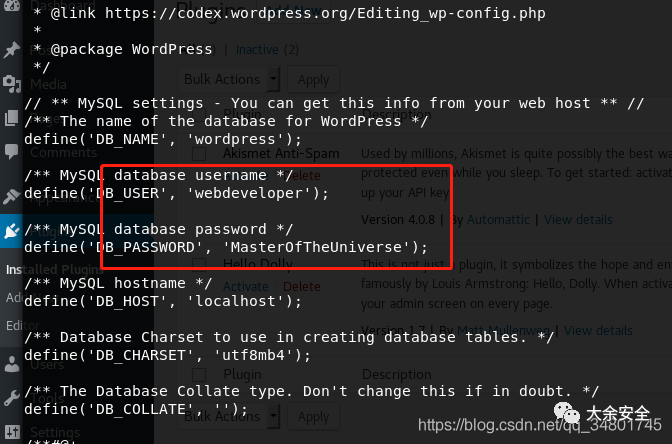 * @link https://codex.wordpress.org/Editing_wp-config.php
*
* @package WordPress
*/
Inactive (2)
Bulk Actions
Apply
// ** MySQL settings - You can get this info from your web host ** //
/** The name of the database for WordPress */
define('DB_NAME', 'wordpress');
Akismet Anti-Spam
Used by millions, Akismet is quite possibly the best wa
/** MySQL database username */
Delete
protected even while you sleep. To get started: activat
define('DB_USER', 'webdeveloper');
up your API key
Version 4.0.8 | By Automattic | View details
/** MySQL database password */
define('DB_PASSWORD', 'MasterOfTheUniverse');
Installed Plugins
Hello Dolly
This is not just a plugin, it symbolizes the hope and en
/** MySQL hostname */
Activate | Delete
famously by Louis Armstrong: Hello, Dolly. When activa
define('DB_HOST', 'localhost');
your admin screen on every page.
Editor
Version 1.7 | By Matt Mullenweg | View details
/** Database Charset to use in creating database tables. */
define('DB_CHARSET', 'utf8mb4');
Users
Plugin
Description
/** The Database Collate type. Don't change this if in doubt. */
Tools
define('DB_COLLATE', '');
Bulk Actions
Apply
大余安全
Settings
https://blog.csdn.net/qq_34801745
/**#@+